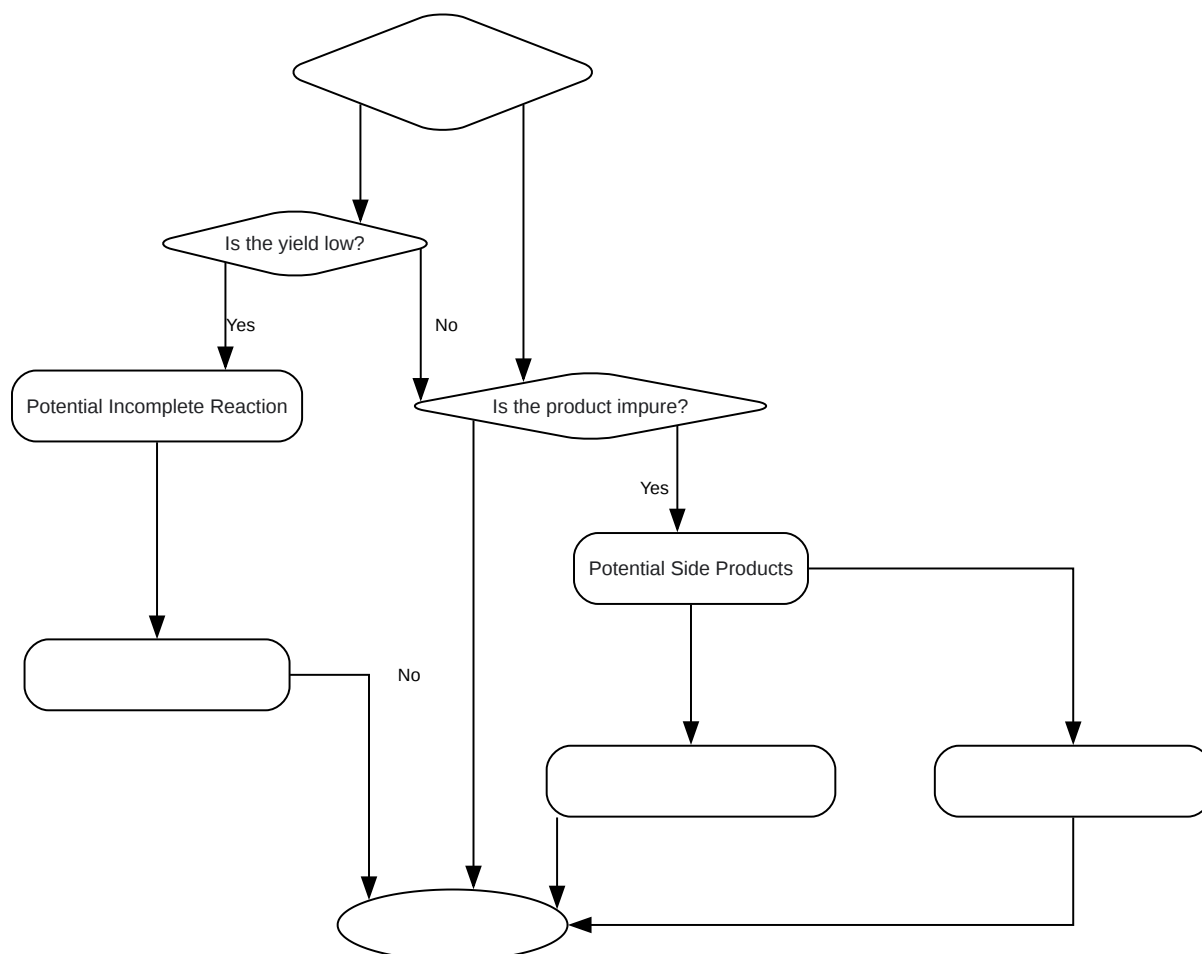 Is the yield low?
Yes
No
Potential Incomplete Reaction
Is the product impure?
Yes
Potential Side Products
No